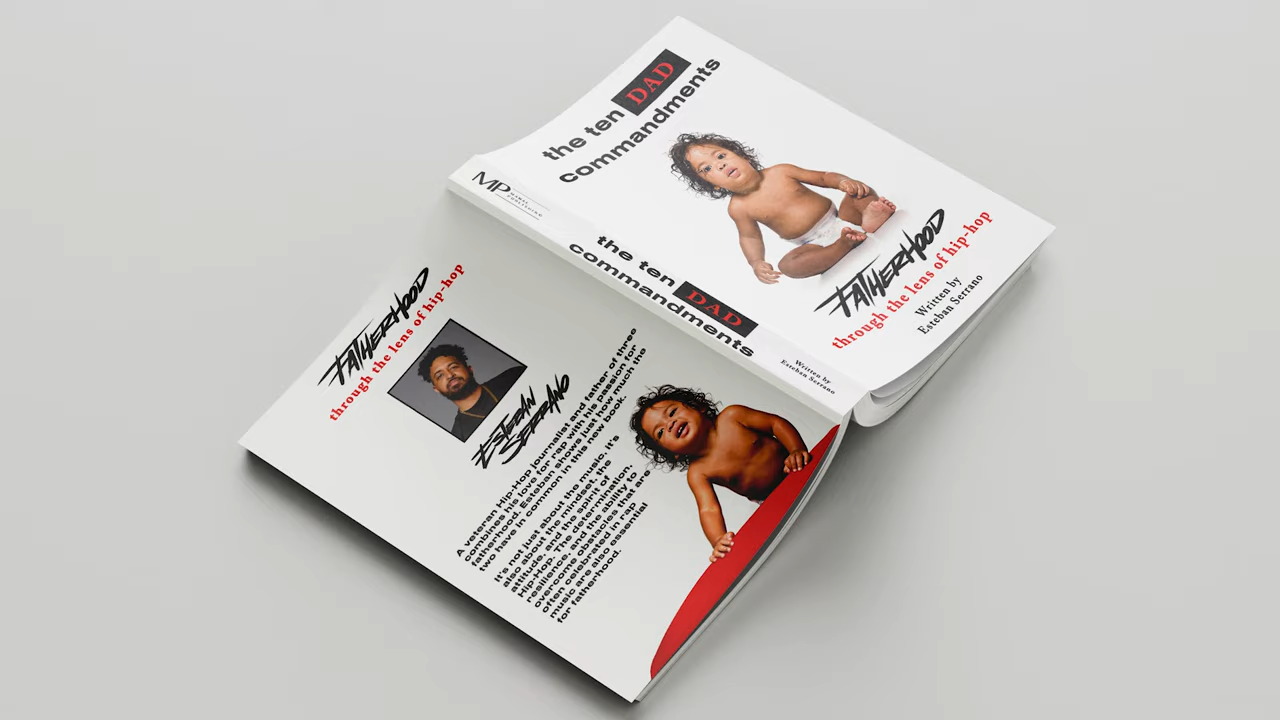 the ten DAD
commandments
FATHERHOOD
through the lens of hip-hop
Written by
Esteban Serrano
MP
MAWAL
PUBLISHING
the ten DAD
commandments
Written by
Esteban Serrano
FATHERHOOD
through the lens of hip-hop
ESTEBAN
SERRANO
A veteran Hip-Hop journalist and father of three
combines his love for rap with his passion for
fatherhood. Esteban shows just how much the
two have in common in this new book.
It's not just about the music, it's
also about the mindset, the
attitude, and the spirit of
Hip-Hop. The determination,
resilience, and the ability to
overcome obstacles that are
often celebrated in rap
music are also essential
for fatherhood.